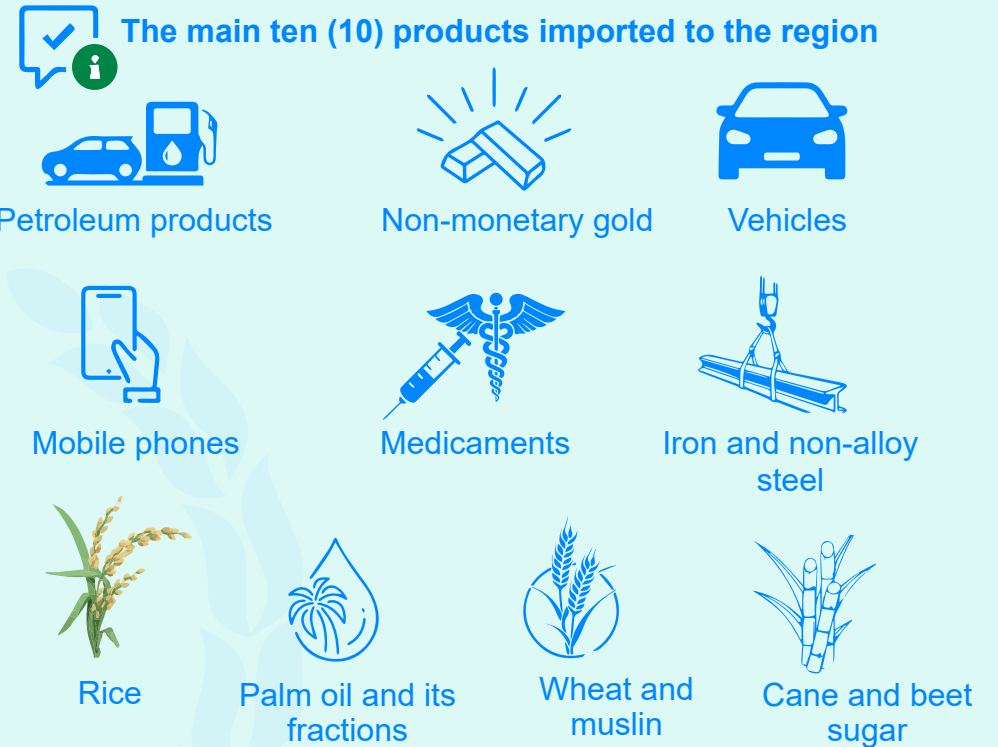 The main ten (10) products imported to the region
i
Petroleum products
Non-monetary gold
Vehicles
Mobile phones
Medicaments
Iron and non-alloy
steel
Rice
Palm oil and its
fractions
Wheat and
muslin
Cane and beet
sugar